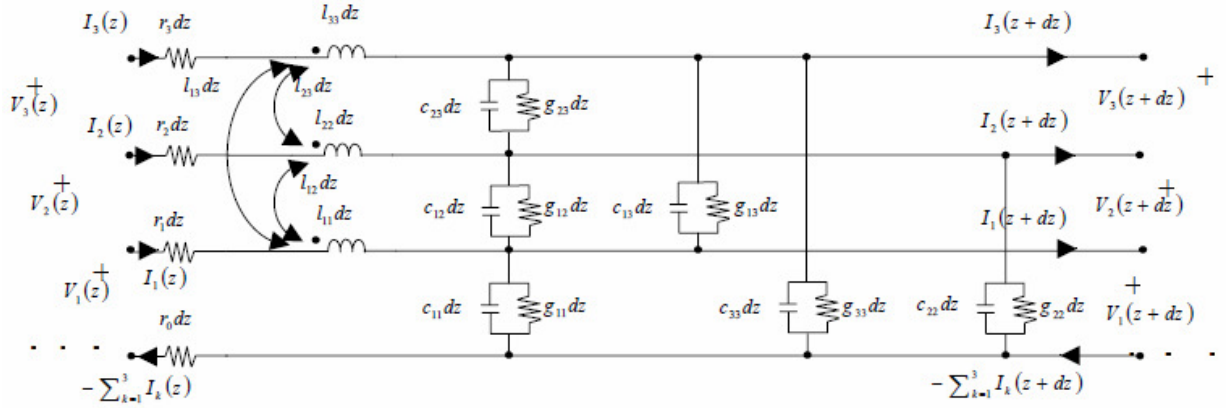 I₃(z) r₃dz l₃₃dz I₃(z + dz)
l₁₃dz l₂₃dz
+ V₃(z) c₂₃dz g₂₃dz V₃(z + dz) +
I₂(z) r₂dz l₂₂dz I₂(z + dz)
+ V₂(z) l₁₂dz c₁₂dz g₁₂dz c₁₃dz g₁₃dz V₂(z + dz) +
r₁dz l₁₁dz I₁(z + dz)
+ V₁(z) I₁(z) c₁₁dz g₁₁dz c₃₃dz g₃₃dz c₂₂dz g₂₂dz + V₁(z + dz)
r₀dz
. . . . . .
- ∑³ₖ₌₁ Iₖ(z) - ∑³ₖ₌₁ Iₖ(z + dz)